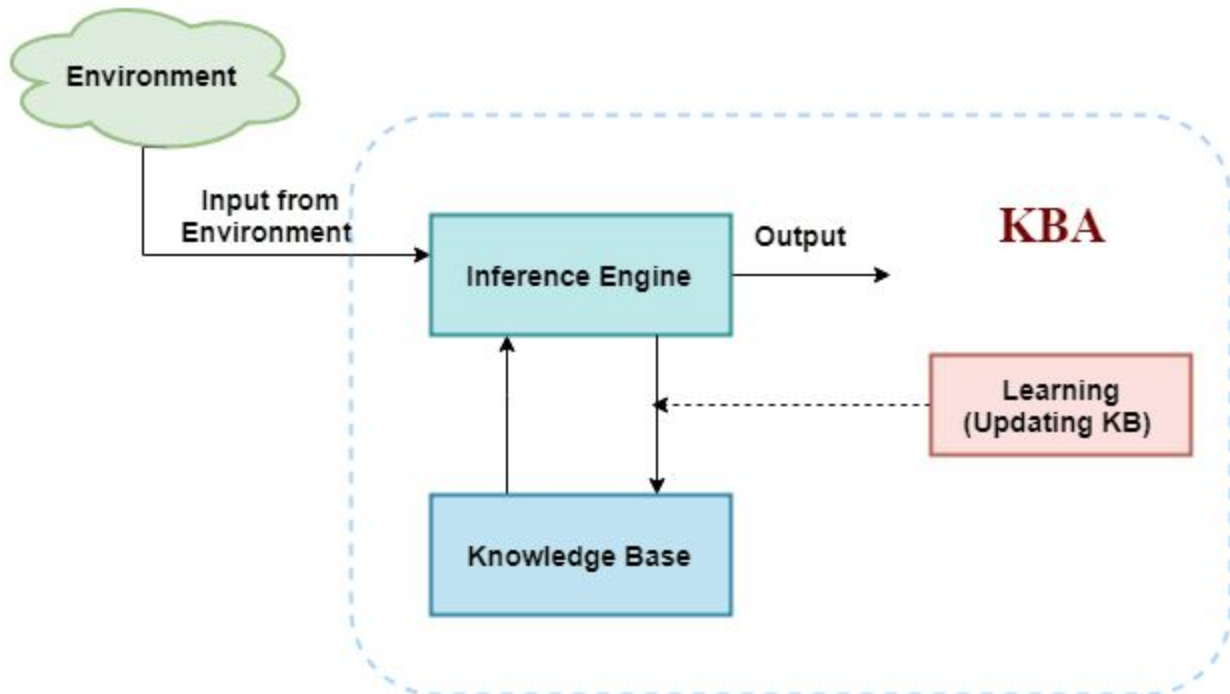 Environment
Input from
Environment
Inference Engine
Output
KBA
Learning
(Updating KB)
Knowledge Base